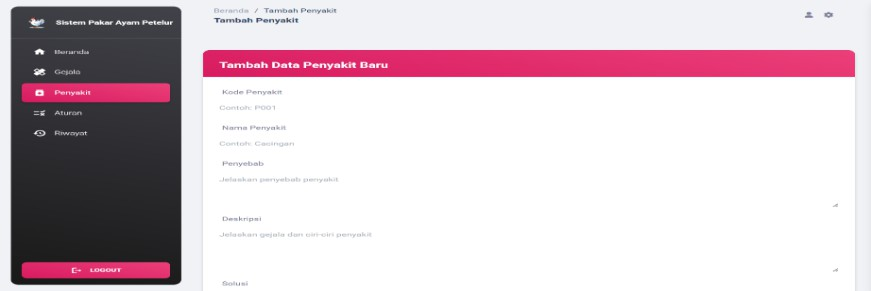 Sistem Pakar Ayam Petelur
Beranda
Gejala
Penyakit
Aturan
Riwayat
LOGOUT
Beranda / Tambah Penyakit
Tambah Penyakit
Tambah Data Penyakit Baru
Kode Penyakit
Contoh: P001
Nama Penyakit
Contoh: Cacingan
Penyebab
Jelaskan penyebab penyakit
Deskripsi
Jelaskan gejala dan ciri-ciri penyakit
Solusi